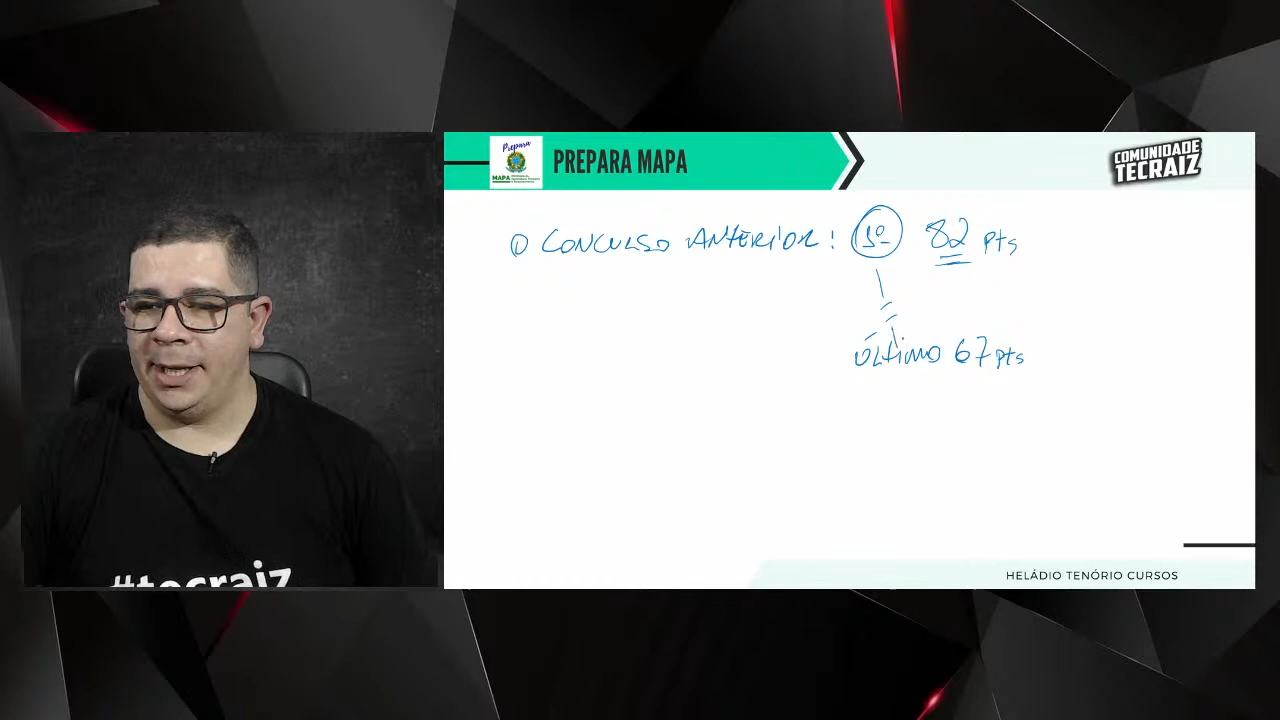 Prepara
MAPA
PREPARA MAPA
COMUNIDADE
TECRAIZ
① CONCURSO ANTERIOR: 1º 82 pts
ÚLTIMO 67 pts
#tecraiz
HELÁDIO TENÓRIO CURSOS